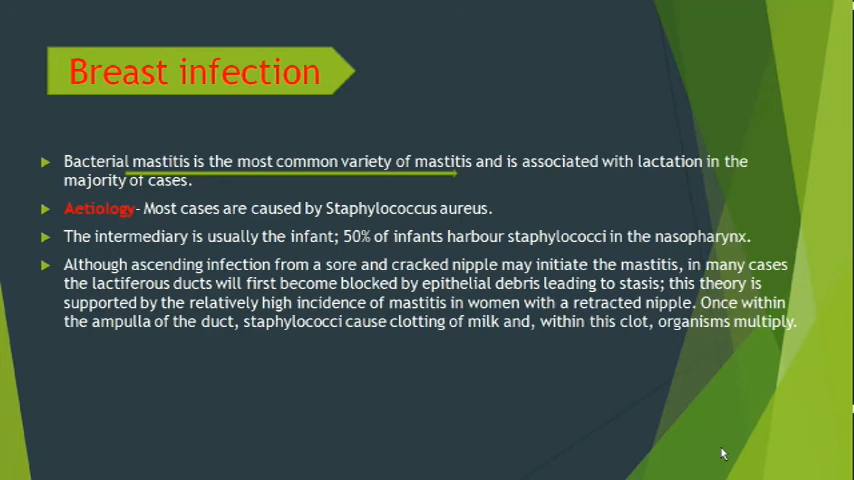 Breast infection
Bacterial mastitis is the most common variety of mastitis and is associated with lactation in the
majority of cases.
Aetiology- Most cases are caused by Staphylococcus aureus.
The intermediary is usually the infant; 50% of infants harbour staphylococci in the nasopharynx.
Although ascending infection from a sore and cracked nipple may initiate the mastitis, in many cases
the lactiferous ducts will first become blocked by epithelial debris leading to stasis; this theory is
supported by the relatively high incidence of mastitis in women with a retracted nipple. Once within
the ampulla of the duct, staphylococci cause clotting of milk and, within this clot, organisms multiply.